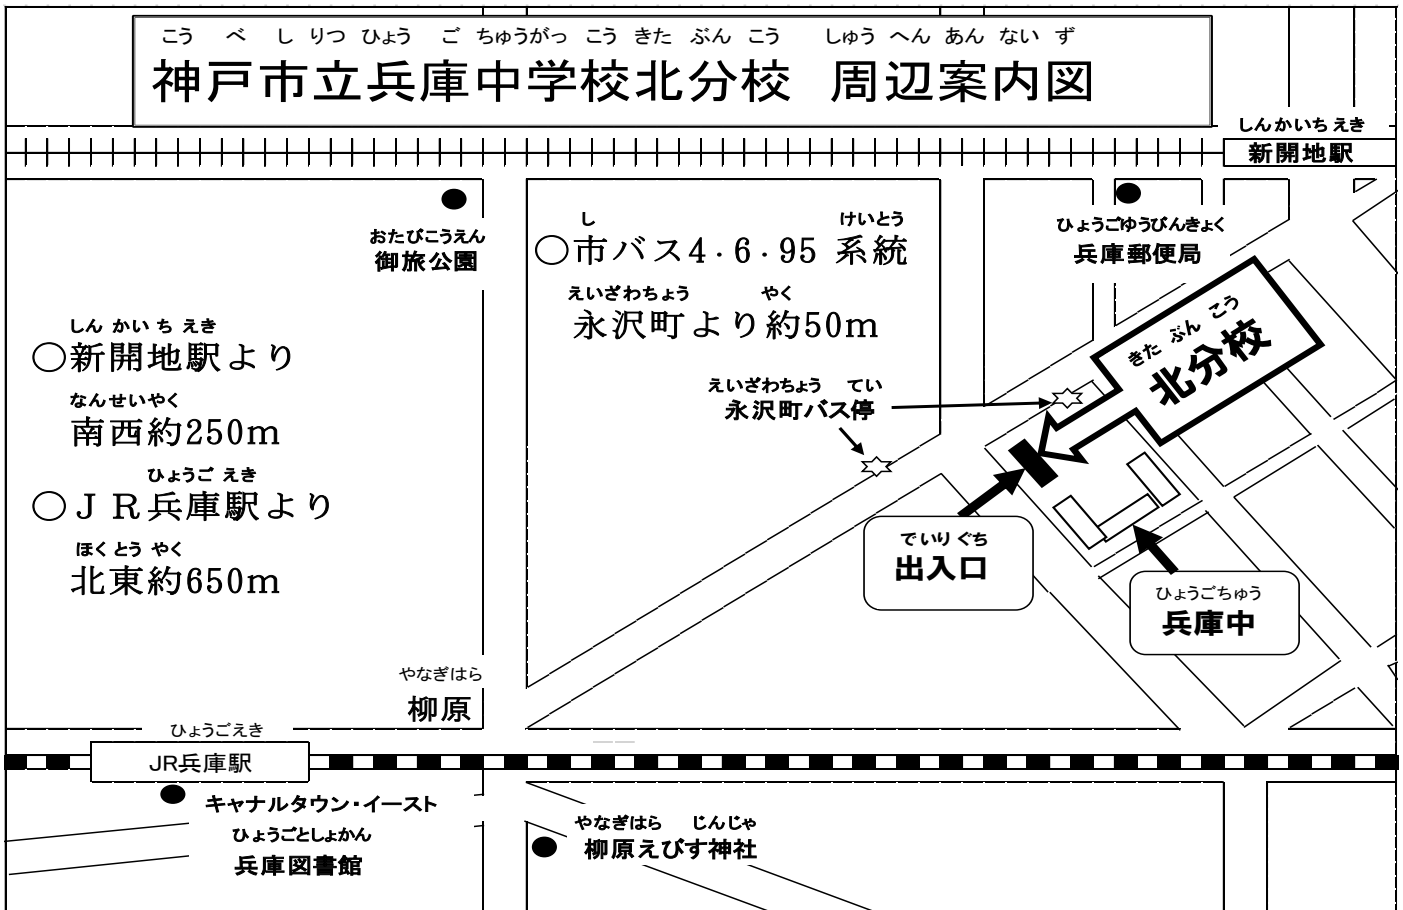 こう べ し りつ ひょう ご ちゅうがっ こう きた ぶん こう しゅう へん あん ない ず
神戸市立兵庫中学校北分校 周辺案内図
しんかいち えき
新開地駅
おたびこうえん
御旅公園
し けいとう
○市バス4．6．95 系統
えいざわちょう やく
永沢町より約50m
ひょうごゆうびんきょく
兵庫郵便局
しん かい ち えき
○新開地駅より
なんせいやく
南西約250m
ひょうご えき
○ＪＲ兵庫駅より
ほくとう やく
北東約650m
えいざわちょう てい
永沢町バス停
きた ぶん こう
北分校
でいりぐち
出入口
ひょうごちゅう
兵庫中
やなぎはら
柳原
ひょうごえき
JR兵庫駅
キャナルタウン・イースト
ひょうごとしょかん
兵庫図書館
やなぎはら じんじゃ
柳原えびす神社